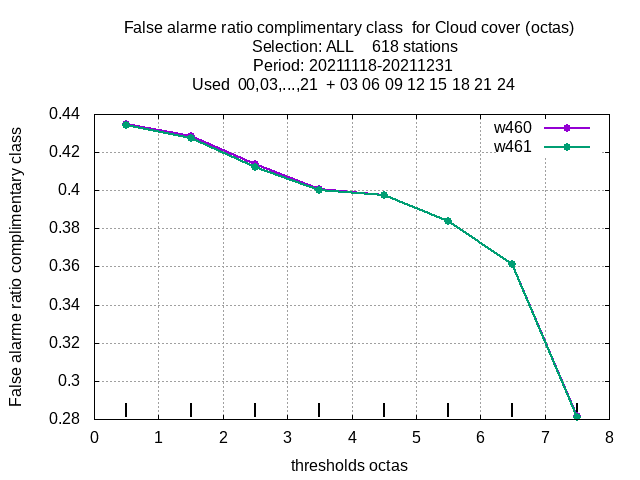 False alarme ratio complimentary class  for Cloud cover (octas)
Selection: ALL    618 stations
Period: 20211118-20211231
Used  00,03,...,21  + 03 06 09 12 15 18 21 24
w460
w461
False alarme ratio complimentary class
0.44
0.42
0.4
0.38
0.36
0.34
0.32
0.3
0.28
0 1 2 3 4 5 6 7 8
thresholds octas